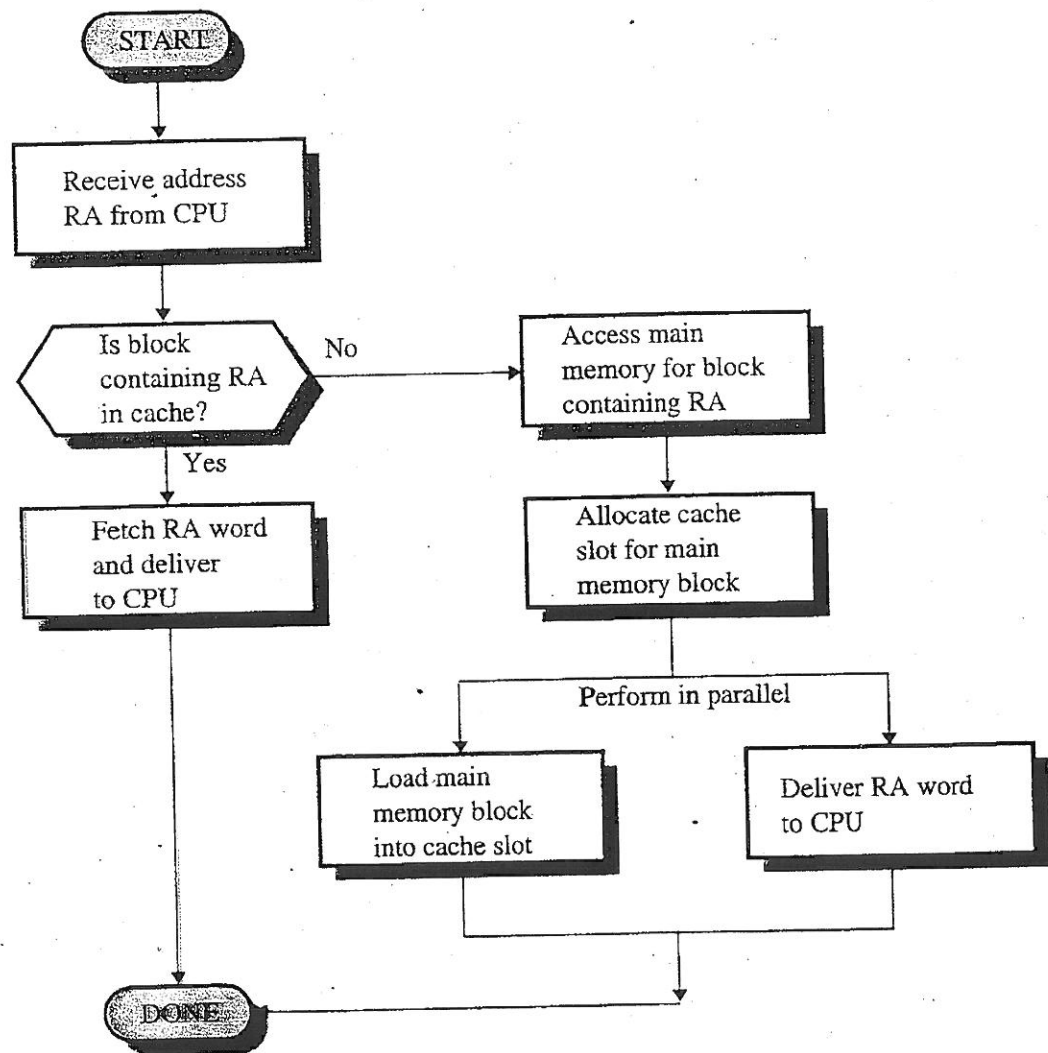 START
Receive address
RA from CPU
Is block
containing RA
in cache?
No
Yes
Access main
memory for block
containing RA
Fetch RA word
and deliver
to CPU
Allocate cache
slot for main
memory block
Perform in parallel
Load main
memory block
into cache slot
Deliver RA word
to CPU
DONE